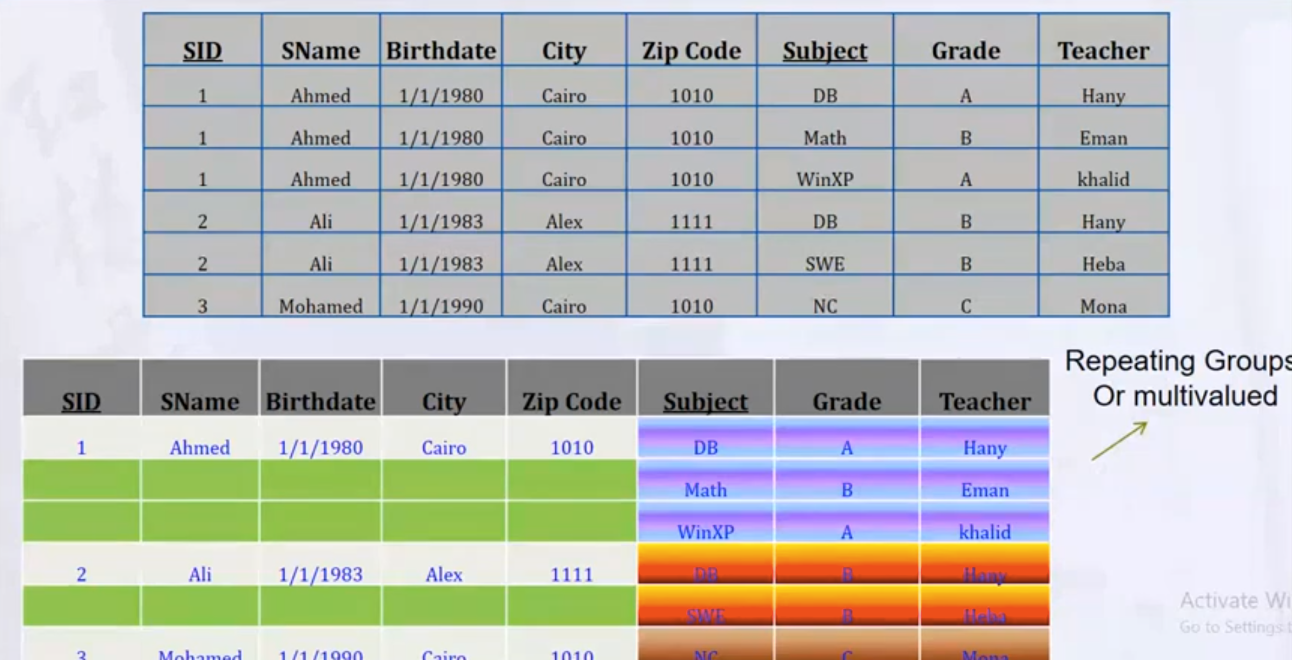 SID SName Birthdate City Zip Code Subject Grade Teacher
1 Ahmed 1/1/1980 Cairo 1010 DB A Hany
1 Ahmed 1/1/1980 Cairo 1010 Math B Eman
1 Ahmed 1/1/1980 Cairo 1010 WinXP A khalid
2 Ali 1/1/1983 Alex 1111 DB B Hany
2 Ali 1/1/1983 Alex 1111 SWE B Heba
3 Mohamed 1/1/1990 Cairo 1010 NC C Mona
Repeating Groups
Or multivalued
SID SName Birthdate City Zip Code Subject Grade Teacher
1 Ahmed 1/1/1980 Cairo 1010 DB A Hany
Math B Eman
WinXP A khalid
2 Ali 1/1/1983 Alex 1111 DB B Hany
SWE B Heba
3 Mohamed 1/1/1990 Cairo 1010 NC C Mona
Activate
Go to Settings